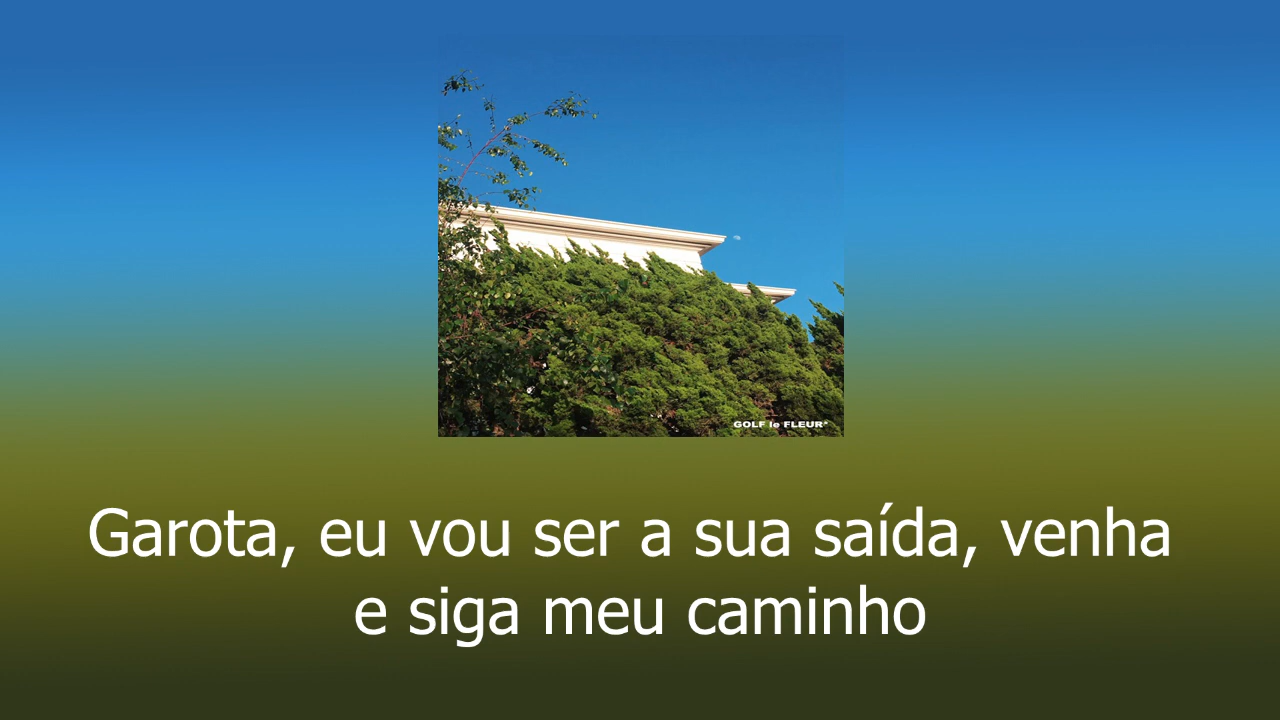 GOLF le FLEUR*
Garota, eu vou ser a sua saída, venha
e siga meu caminho